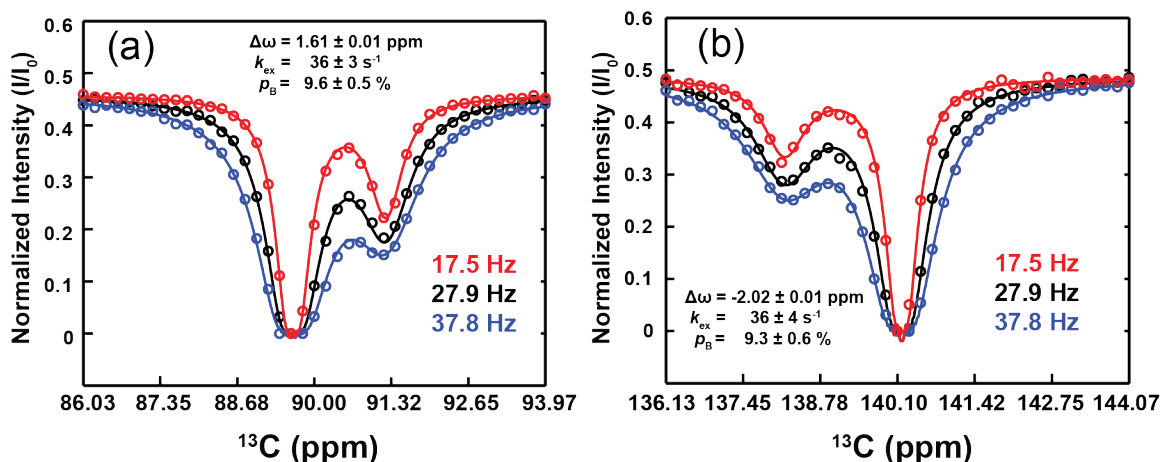 (a)
Δω = 1.61 ± 0.01 ppm
kex = 36 ± 3 s⁻¹
pB = 9.6 ± 0.5 %
Normalized Intensity (I/I₀)
0.6
0.5
0.4
0.3
0.2
0.1
0
17.5 Hz
27.9 Hz
37.8 Hz
86.03 87.35 88.68 90.00 91.32 92.65 93.97
¹³C (ppm)
(b)
Normalized Intensity (I/I₀)
0.6
0.5
0.4
0.3
0.2
0.1
0
Δω = -2.02 ± 0.01 ppm
kex = 36 ± 4 s⁻¹
pB = 9.3 ± 0.6 %
17.5 Hz
27.9 Hz
37.8 Hz
136.13 137.45 138.78 140.10 141.42 142.75 144.07
¹³C (ppm)